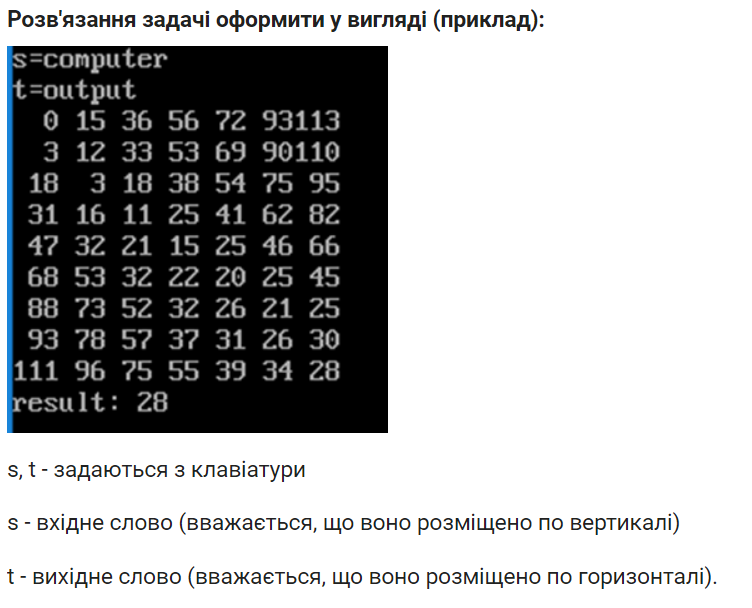 Розв'язання задачі оформити у вигляді (приклад):
s=computer
t=output
0 15 36 56 72 93113
3 12 33 53 69 90110
18 3 18 38 54 75 95
31 16 11 25 41 62 82
47 32 21 15 25 46 66
68 53 32 22 20 25 45
88 73 52 32 26 21 25
93 78 57 37 31 26 30
111 96 75 55 39 34 28
result: 28
s, t - задаються з клавіатури
s - вхідне слово (вважається, що воно розміщено по вертикалі)
t - вихідне слово (вважається, що воно розміщено по горизонталі).